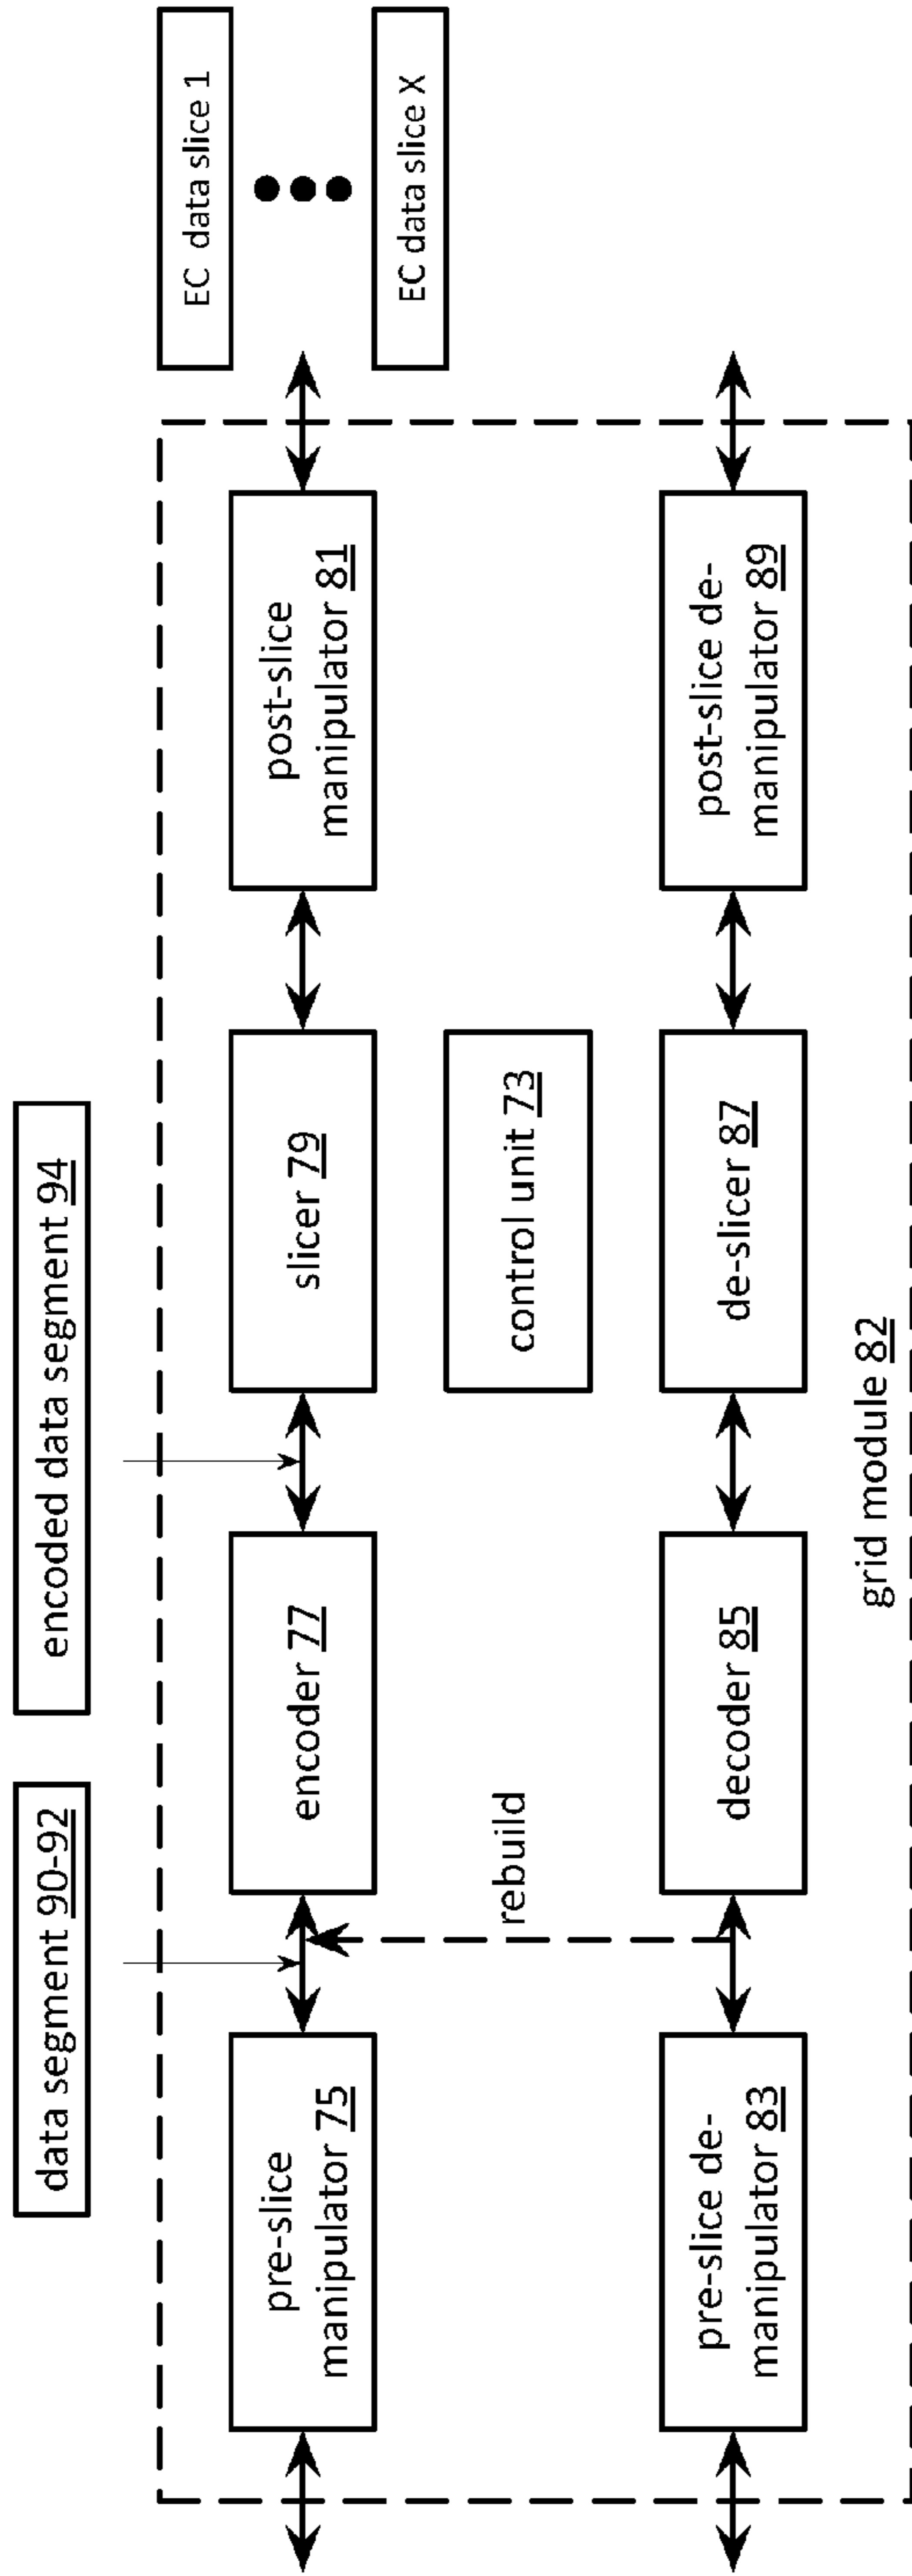 data segment 90-92
encoded data segment 94
EC data slice 1
EC data slice X
pre-slice
manipulator 75
encoder 77
slicer 79
post-slice
manipulator 81
rebuild
control unit 73
pre-slice de-
manipulator 83
decoder 85
de-slicer 87
post-slice de-
manipulator 89
grid module 82